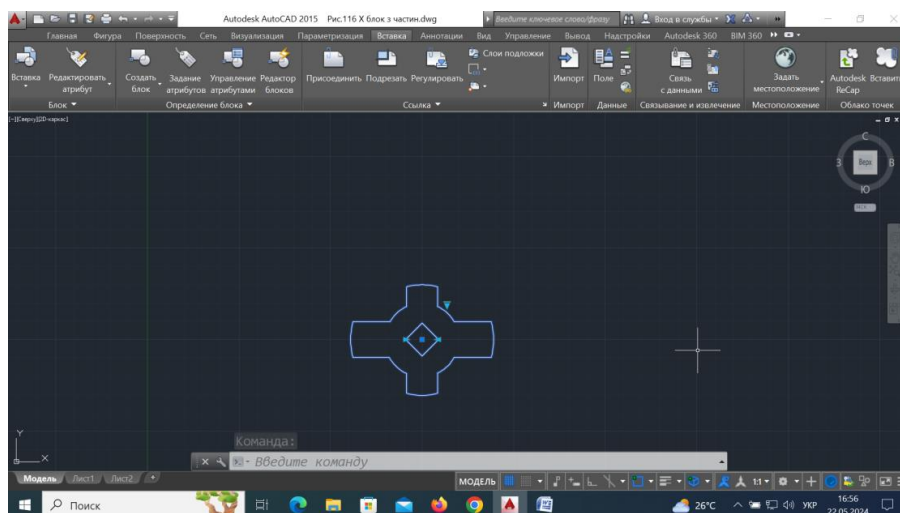 Autodesk AutoCAD 2015 Рис.116 X блок з частин.dwg
Введите ключевое слово/фразу Вход в службы
Главная Фигура Поверхность Сеть Визуализация Параметризация Вставка Аннотации Вид Управление Вывод Надстройки Autodesk 360 BIM 360
Слои подложки
Вставка Редактировать Создать Задание Управление Редактор Присоединить Подрезать Регулировать Импорт Поле Связь Задать Autodesk Вставит
атрибут блок атрибутов атрибутами блоков с данными местоположение ReCap
Блок Определение блока Ссылка Импорт Данные Связывание и извлечение Местоположение Облако точек
[-][Сверху][2D-каркас]
С
З Верх В
Ю
МСК
Команда:
Y
X
Введите команду
Модель Лист1 Лист2 +
МОДЕЛЬ 1:1
Поиск 26°C УКР 16:56
22.05.2024